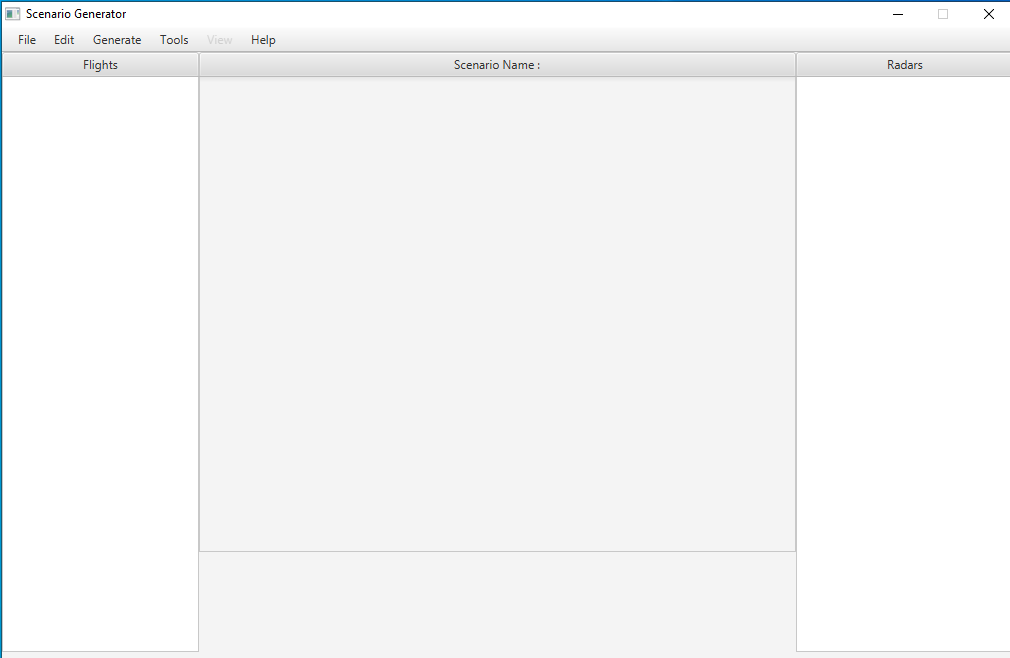 Scenario Generator
File Edit Generate Tools View Help
Flights Scenario Name : Radars